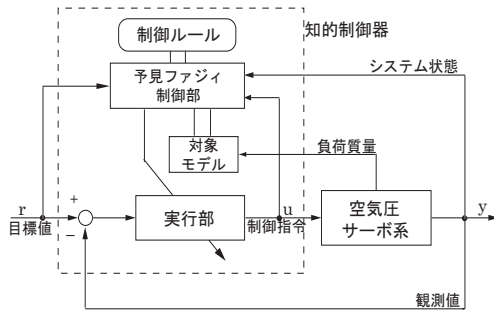 制御ルール
知的制御器
予見ファジィ
制御部
システム状態
対象
モデル
負荷質量
r
目標値
+
−
実行部
u
制御指令
空気圧
サーボ系
y
観測値